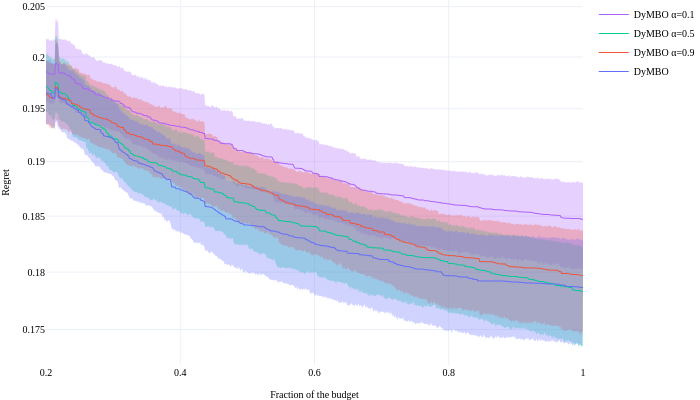 0.205
0.2
0.195
0.19
0.185
0.18
0.175
Regret
0.2 0.4 0.6 0.8 1
Fraction of the budget
DyMBO α=0.1
DyMBO α=0.5
DyMBO α=0.9
DyMBO